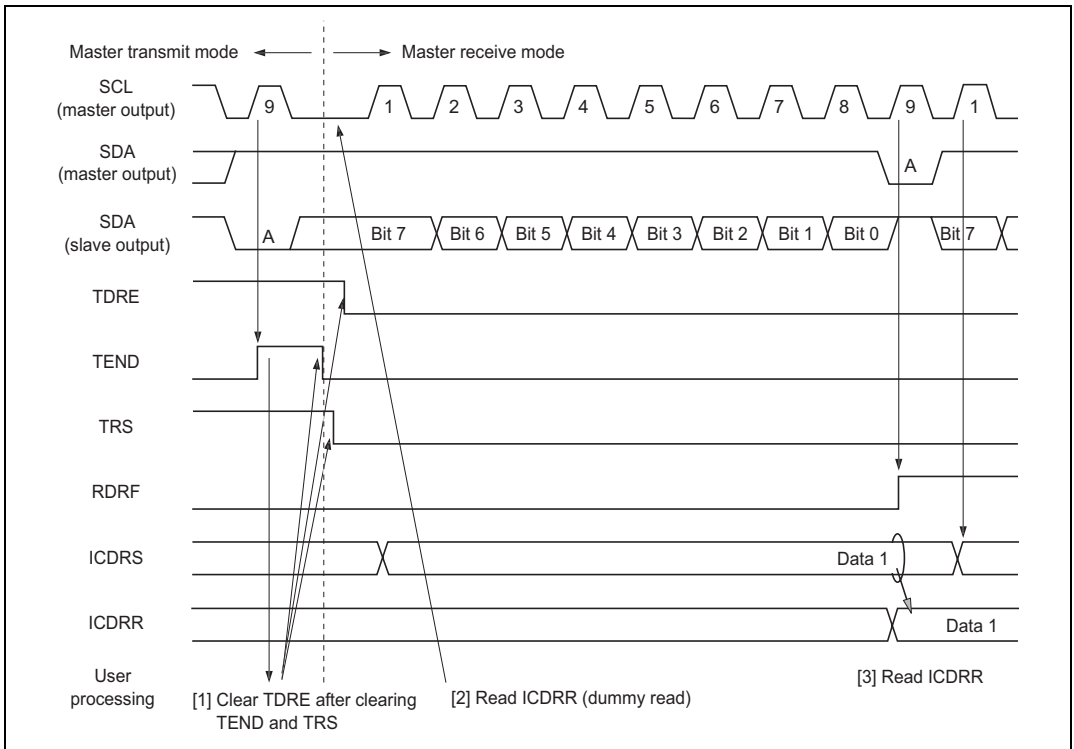 Master transmit mode
Master receive mode
SCL
(master output)
9
1
2
3
4
5
6
7
8
9
1
SDA
(master output)
A
SDA
(slave output)
A
Bit 7
Bit 6
Bit 5
Bit 4
Bit 3
Bit 2
Bit 1
Bit 0
Bit 7
TDRE
TEND
TRS
RDRF
ICDRS
Data 1
ICDRR
Data 1
User
processing
[1] Clear TDRE after clearing
TEND and TRS
[2] Read ICDRR (dummy read)
[3] Read ICDRR